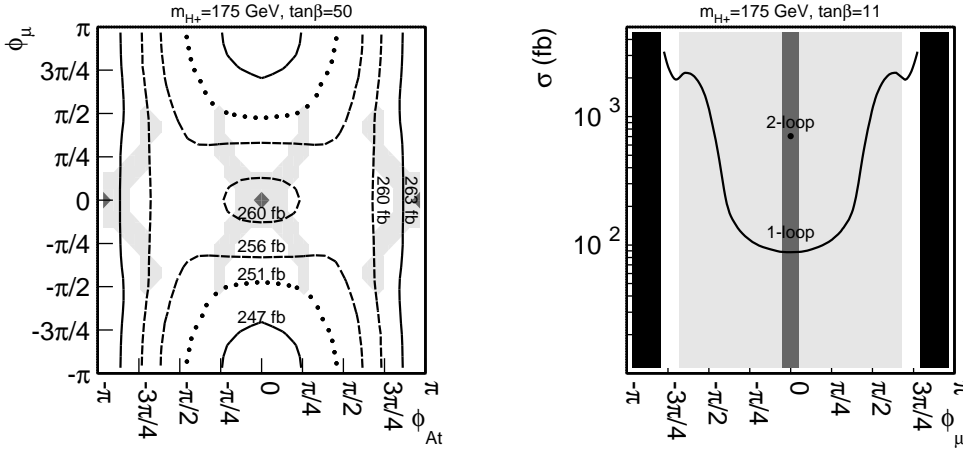 m_H+=175 GeV, tanβ=50
ϕ_μ
π
3π/4
π/2
π/4
0
-π/4
-π/2
-3π/4
-π
260 fb
256 fb
251 fb
247 fb
260 fb
263 fb
-π
-3π/4
-π/2
-π/4
0
π/4
π/2
3π/4
π
ϕ_At
m_H+=175 GeV, tanβ=11
σ (fb)
10^3
10^2
2-loop
1-loop
-π
-3π/4
-π/2
-π/4
0
π/4
π/2
3π/4
π
ϕ_μ